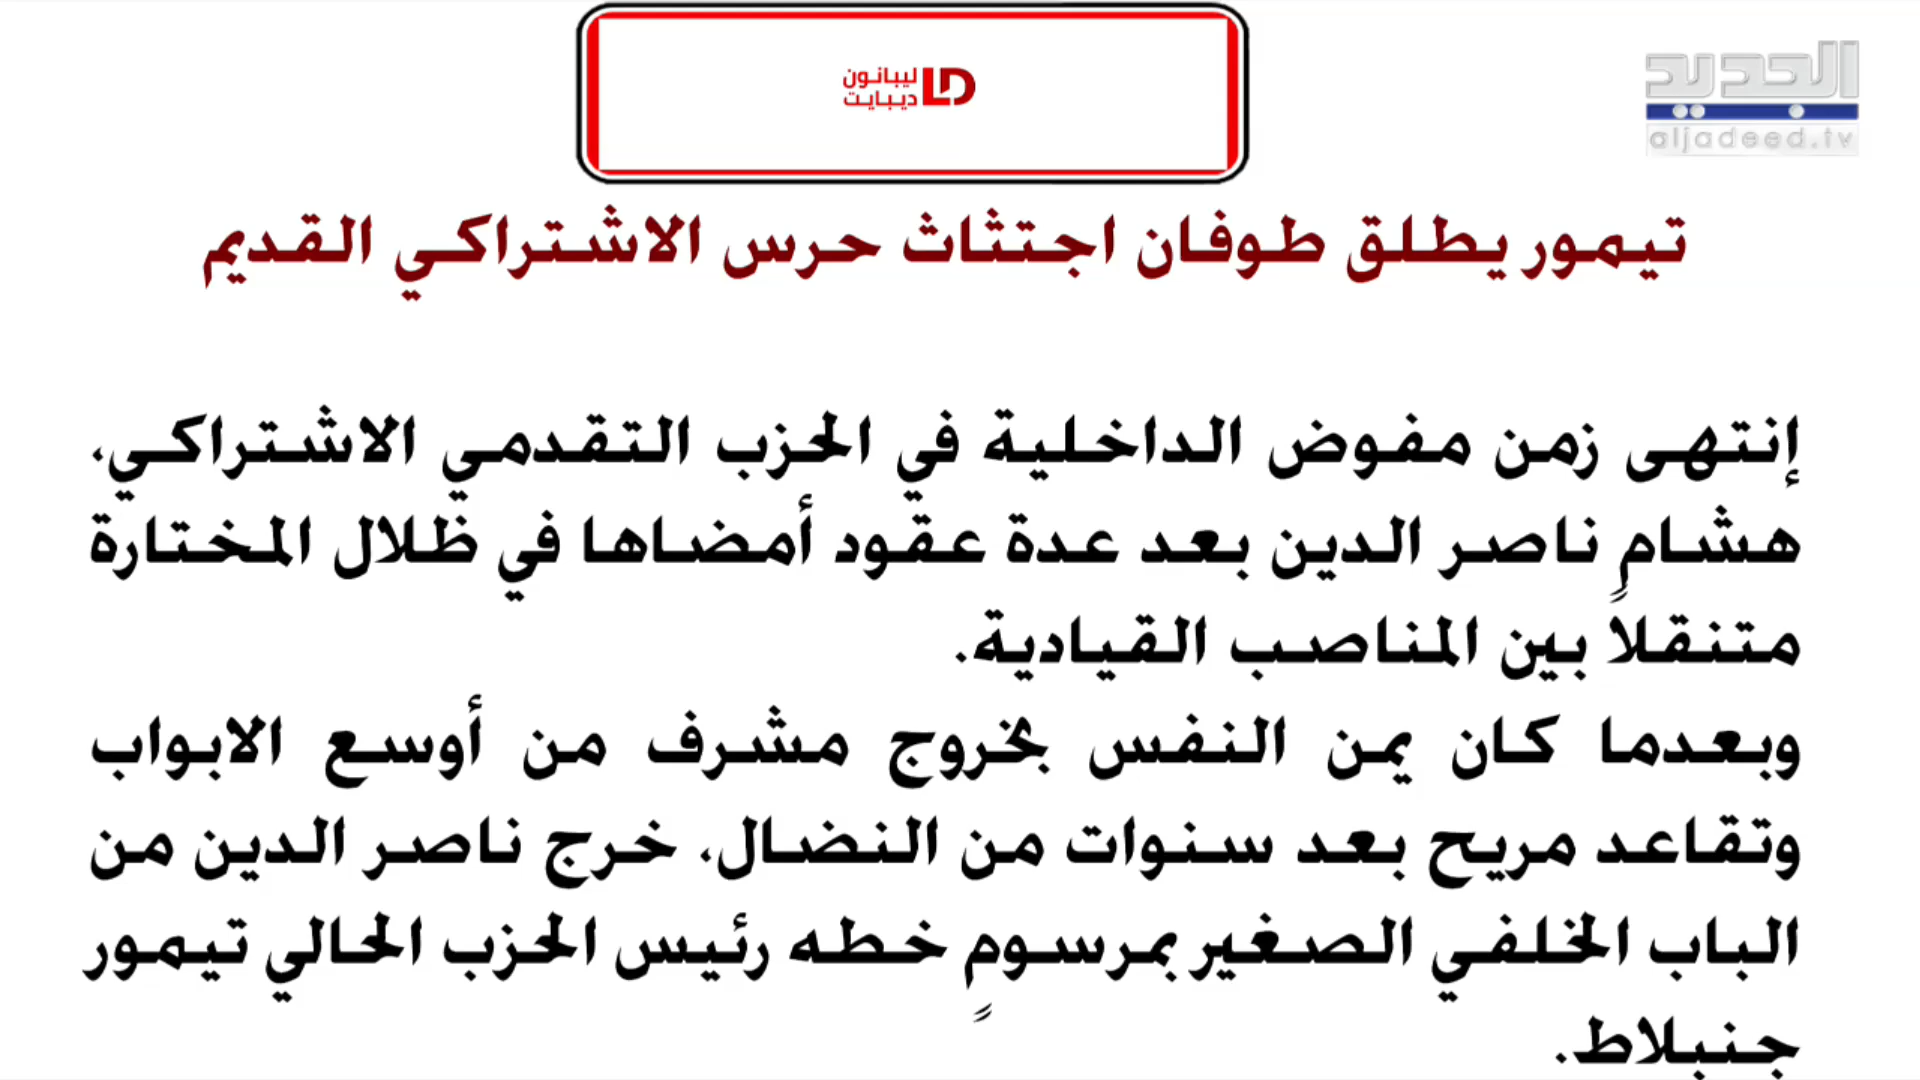 ليبانون
ديبايت
LD
الجديد
aljadeed.tv
تيمور يطلق طوفان اجتثاث حرس الاشتراكي القديم
إنتهى زمن مفوض الداخلية في الحزب التقدمي الاشتراكي،
هشامٍ ناصر الدين بعد عدة عقود أمضاها في ظلال المختارة
متنقلاً بين المناصب القيادية.
وبعدما كان يمن النفس بخروج مشرف من أوسع الابواب
وتقاعد مريح بعد سنوات من النضال، خرج ناصر الدين من
الباب الخلفي الصغير بمرسومٍ خطه رئيس الحزب الحالي تيمور
جنبلاط.